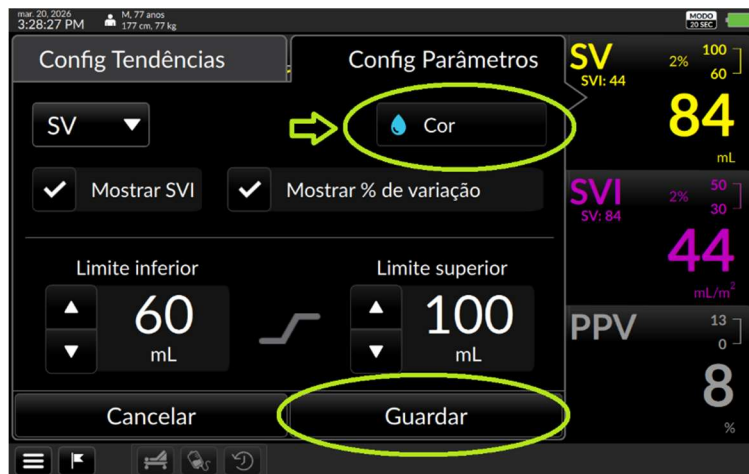 mar. 20, 2026
3:28:27 PM
M, 77 anos
177 cm, 77 kg
MODO
20 SEC
Config Tendências
Config Parâmetros
SV
Cor
Mostrar SVI
Mostrar % de variação
Limite inferior
Limite superior
60
mL
100
mL
Cancelar
Guardar
SV
SVI: 44
2%
100
60
84
mL
SVI
SV: 84
2%
50
30
44
mL/m²
PPV
13
0
8
%